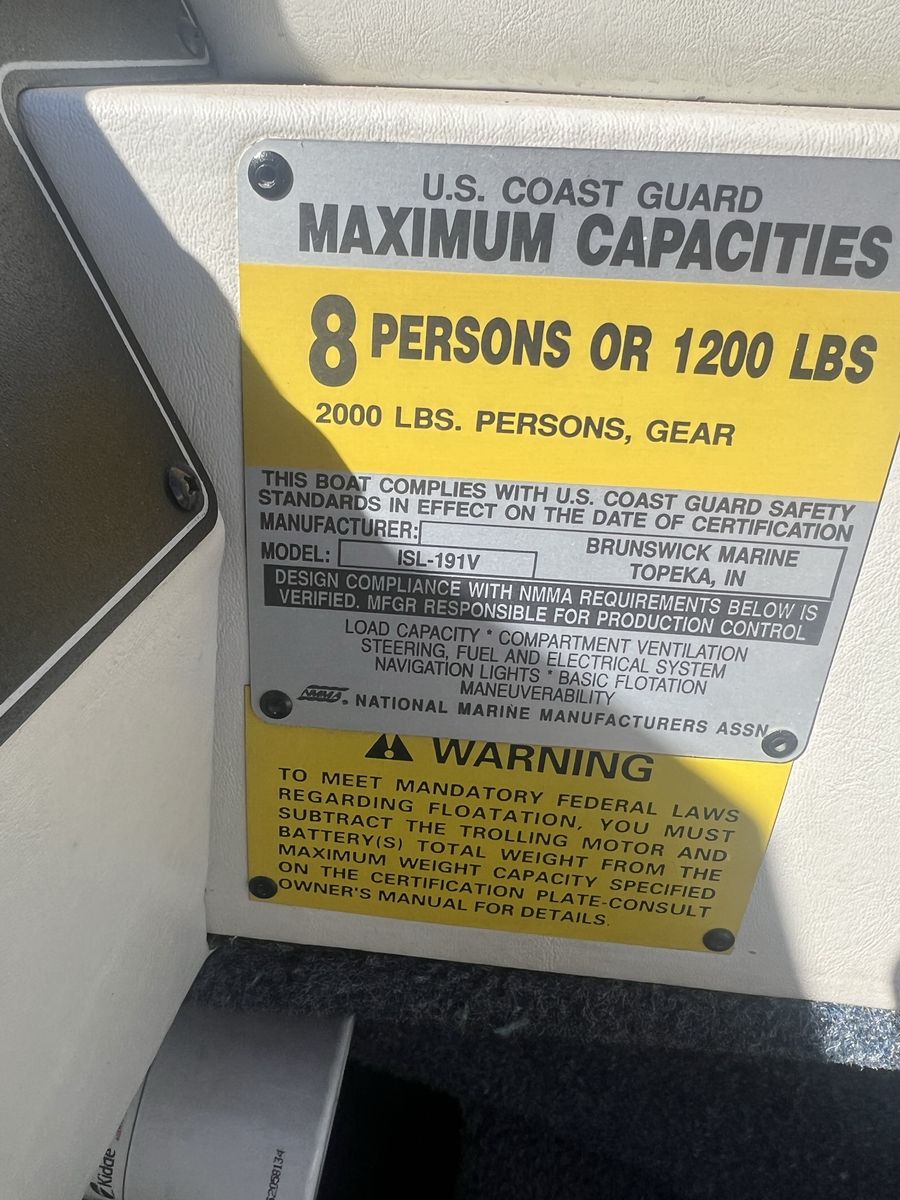 U.S. COAST GUARD
MAXIMUM CAPACITIES
8 PERSONS OR 1200 LBS
2000 LBS. PERSONS, GEAR
THIS BOAT COMPLIES WITH U.S. COAST GUARD SAFETY
STANDARDS IN EFFECT ON THE DATE OF CERTIFICATION
MANUFACTURER: BRUNSWICK MARINE
MODEL: ISL-191V TOPEKA, IN
DESIGN COMPLIANCE WITH NMMA REQUIREMENTS BELOW IS
VERIFIED. MFGR RESPONSIBLE FOR PRODUCTION CONTROL
LOAD CAPACITY * COMPARTMENT VENTILATION
STEERING, FUEL AND ELECTRICAL SYSTEM
NAVIGATION LIGHTS * BASIC FLOTATION
MANEUVERABILITY
NMMA ® NATIONAL MARINE MANUFACTURERS ASSN.
WARNING
TO MEET MANDATORY FEDERAL LAWS
REGARDING FLOATATION, YOU MUST
SUBTRACT THE TROLLING MOTOR AND
BATTERY(S) TOTAL WEIGHT FROM THE
MAXIMUM WEIGHT CAPACITY SPECIFIED
ON THE CERTIFICATION PLATE-CONSULT
OWNER'S MANUAL FOR DETAILS.
Kidde